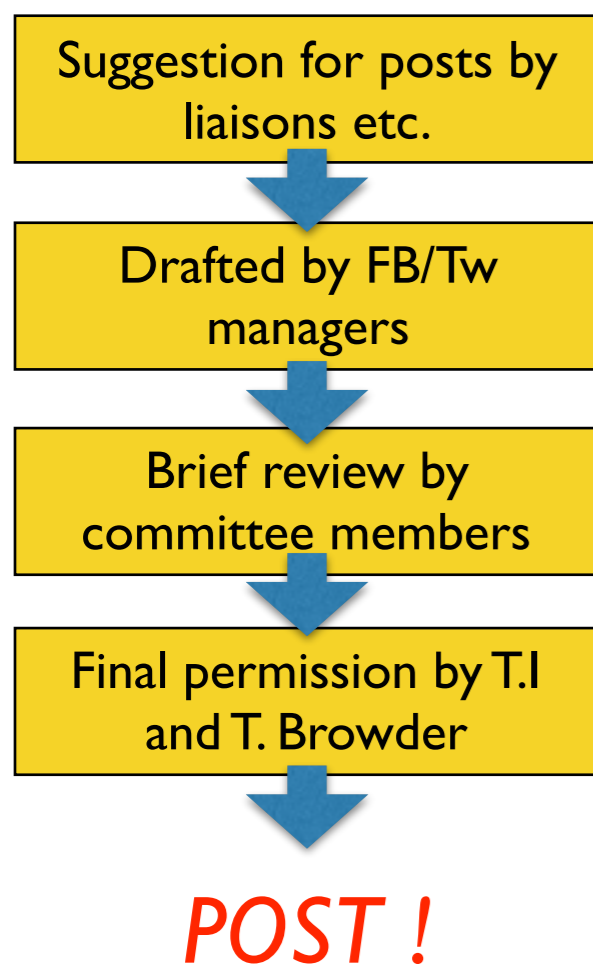 Suggestion for posts by
liaisons etc.
Drafted by FB/Tw
managers
Brief review by
committee members
Final permission by T.I
and T. Browder
POST !